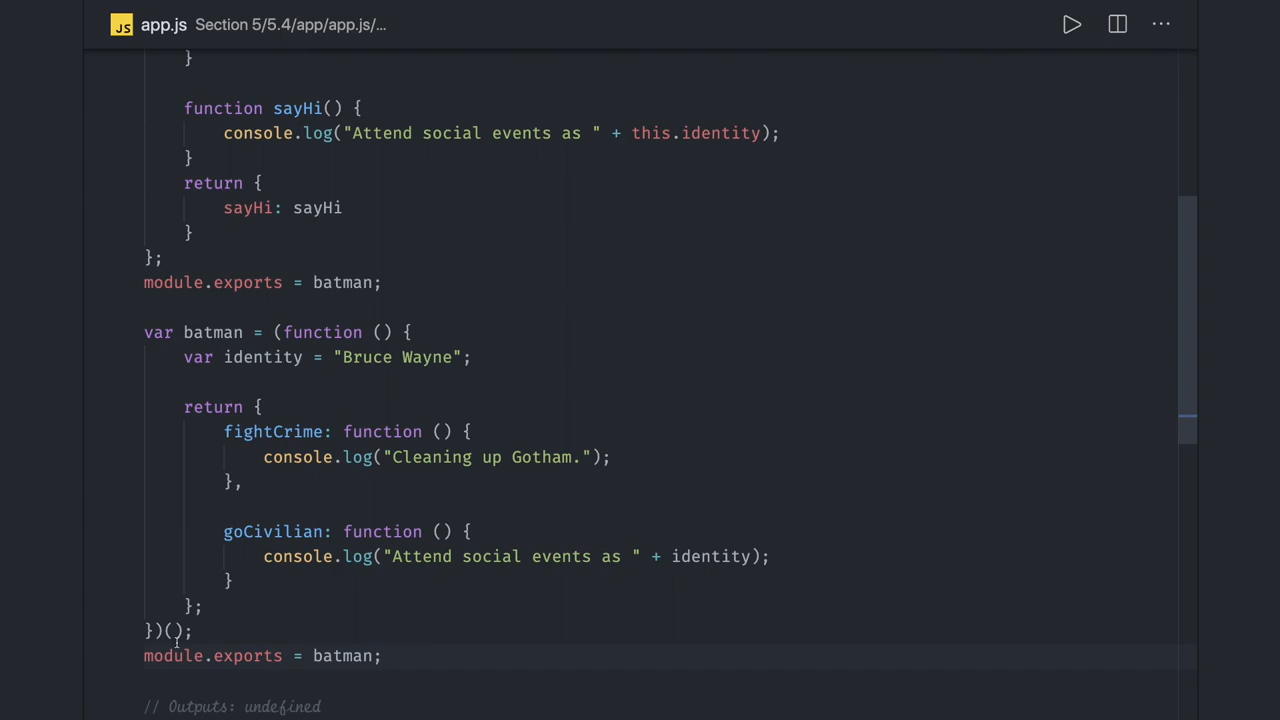 JS app.js Section 5/5.4/app/app.js/...
}
function sayHi() {
console.log("Attend social events as " + this.identity);
}
return {
sayHi: sayHi
}
};
module.exports = batman;
var batman = (function () {
var identity = "Bruce Wayne";
return {
fightCrime: function () {
console.log("Cleaning up Gotham.");
},
goCivilian: function () {
console.log("Attend social events as " + identity);
}
};
})();
module.exports = batman;
// Outputs: undefined